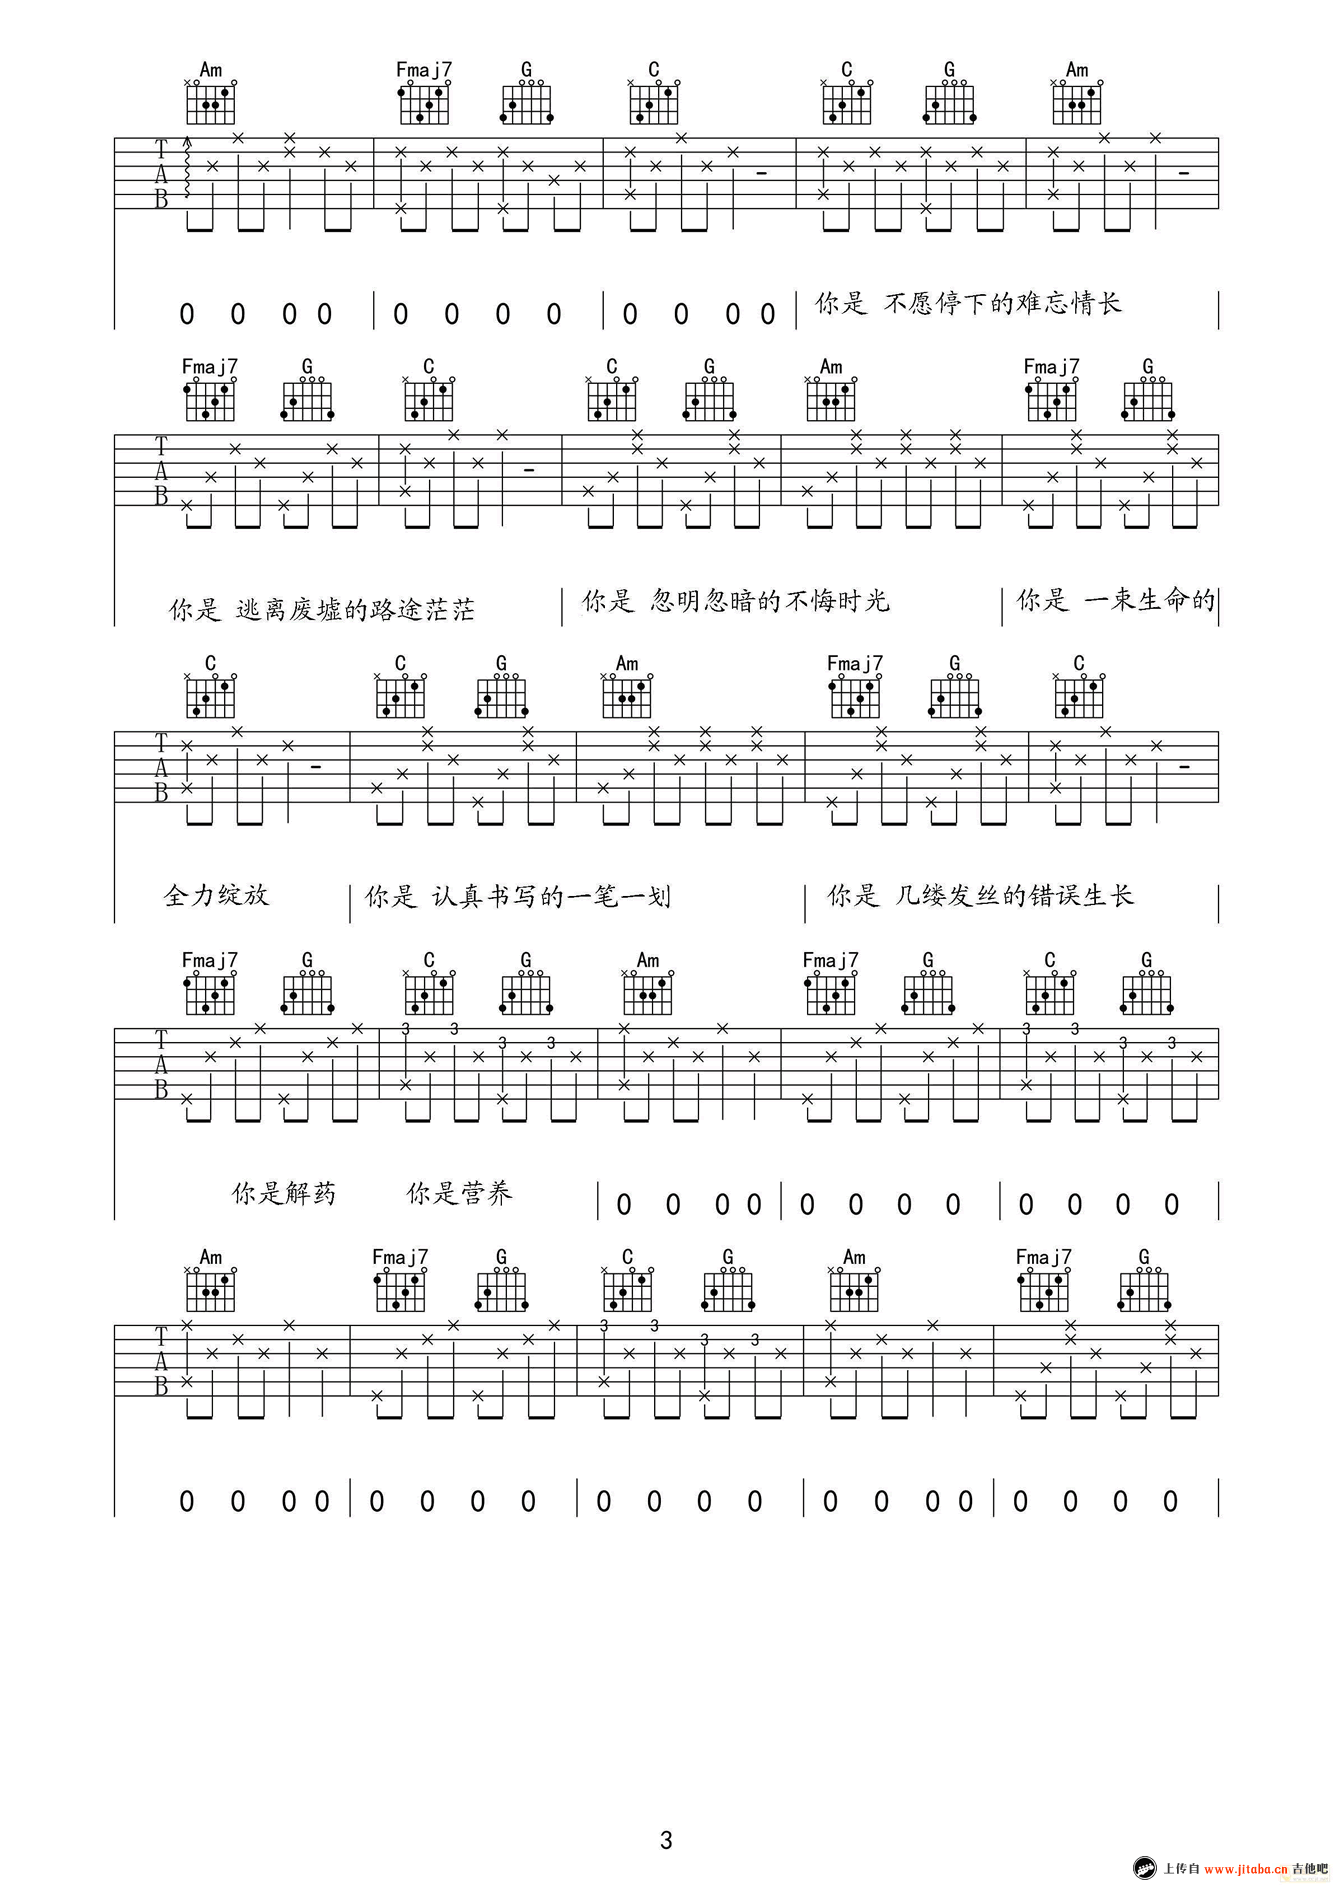 Am Fmaj7 G C C G Am
T A B
0 0 0 0 0 0 0 0 0 0 0 0 你是 不愿停下的难忘情长
Fmaj7 G C C G Am Fmaj7 G
T A B
你是 逃离废墟的路途茫茫 你是 忽明忽暗的不悔时光 你是 一束生命的
C C G Am Fmaj7 G C
T A B
全力绽放 你是 认真书写的一笔一划 你是 几缕发丝的错误生长
Fmaj7 G C G Am Fmaj7 G C G
T A B 3 3 3 3 3 3 3 3
你是解药 你是营养 0 0 0 0 0 0 0 0 0 0 0 0
Am Fmaj7 G C G Am Fmaj7 G
T A B 3 3 3 3
0 0 0 0 0 0 0 0 0 0 0 0 0 0 0 0 0 0 0 0
3
上传自 www.jitaba.cn 吉他吧